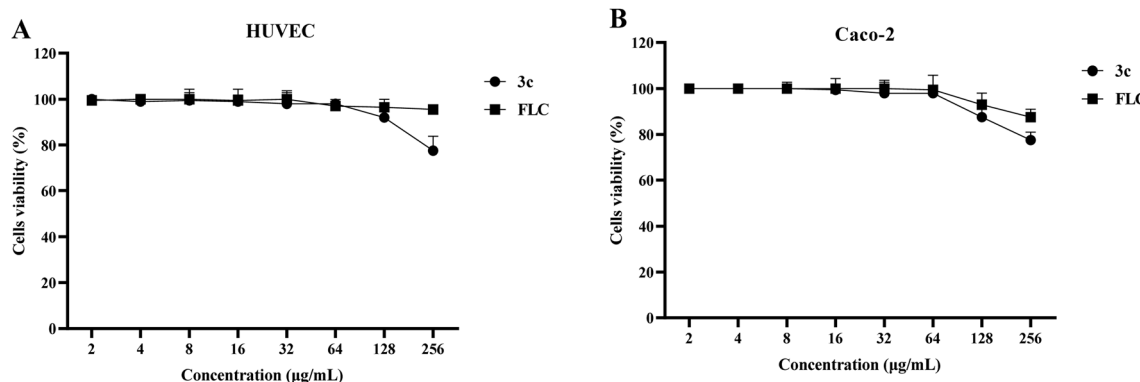 A
HUVEC
120
100
80
60
40
20
0
Cells viability (%)
2 4 8 16 32 64 128 256
Concentration (µg/mL)
3c
FLC
B
Caco-2
120
100
80
60
40
20
0
Cells viability (%)
2 4 8 16 32 64 128 256
Concentration (µg/mL)
3c
FLC